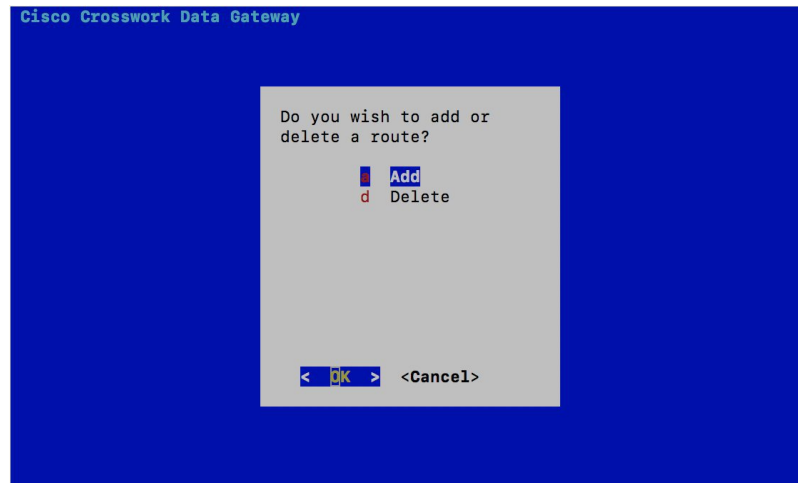 Cisco Crosswork Data Gateway
Do you wish to add or
delete a route?
a Add
d Delete
< OK > <Cancel>